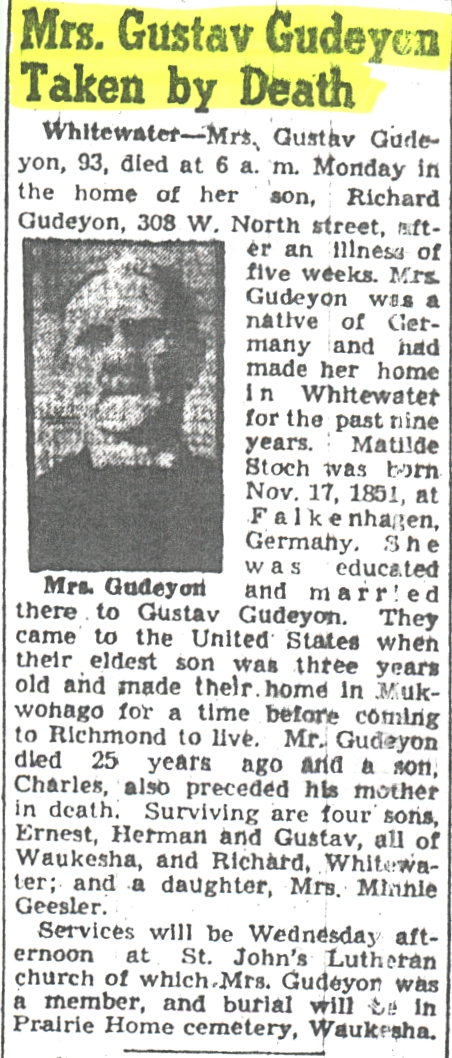 Mrs. Gustav Gudeyon
Taken by Death
Whitewater—Mrs. Gustav Gude-
yon, 93, died at 6 a. m. Monday in
the home of her son, Richard
Gudeyon, 308 W. North street, aft-
er an illness of
five weeks. Mrs.
Gudeyon was a
native of Ger-
many and had
made her home
in Whitewater
for the past nine
years. Matilde
Stoch was born
Nov. 17, 1851, at
Falkenhagen,
Germany. She
was educated
and married
Mrs. Gudeyon
there to Gustav Gudeyon. They
came to the United States when
their eldest son was three years
old and made their home in Muk-
wohago for a time before coming
to Richmond to live. Mr. Gudeyon
died 25 years ago and a son,
Charles, also preceded his mother
in death. Surviving are four sons,
Ernest, Herman and Gustav, all of
Waukesha, and Richard, Whitewa-
ter; and a daughter, Mrs. Minnie
Geesler.
Services will be Wednesday aft-
ernoon at St. John's Lutheran
church of which Mrs. Gudeyon was
a member, and burial will be in
Prairie Home cemetery, Waukesha.